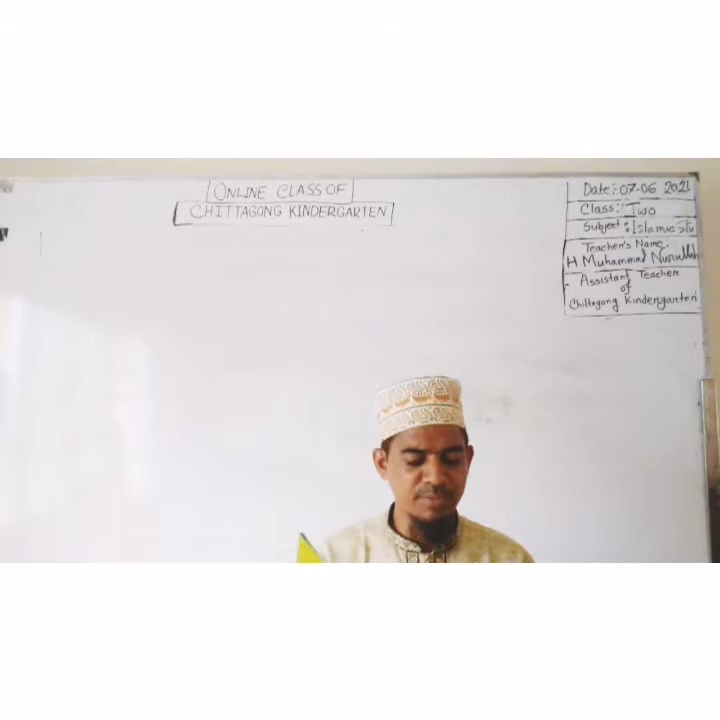 ONLINE CLASS OF
CHITTAGONG KINDERGARTEN
Date:- 07-06 2021
Class:- Two
Subject: Islamic Stu
Teacher's Name:
H Muhammad Nurullah
Assistant Teacher
of
Chittagong Kindergarten